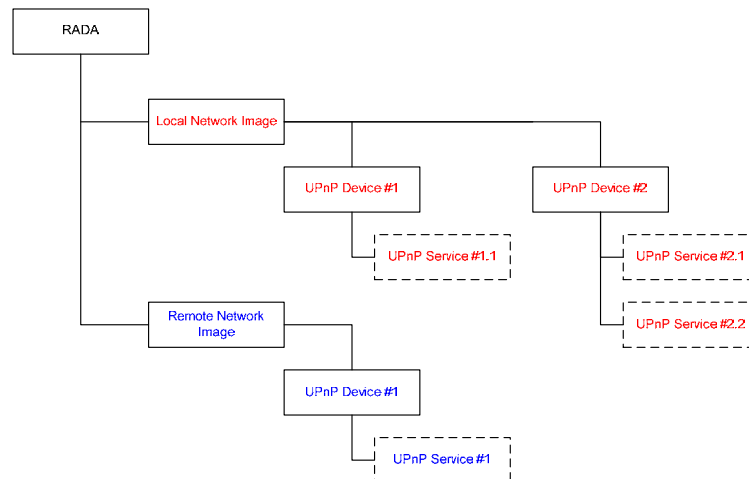 RADA
Local Network Image
UPnP Device #1
UPnP Device #2
UPnP Service #1.1
UPnP Service #2.1
UPnP Service #2.2
Remote Network
Image
UPnP Device #1
UPnP Service #1